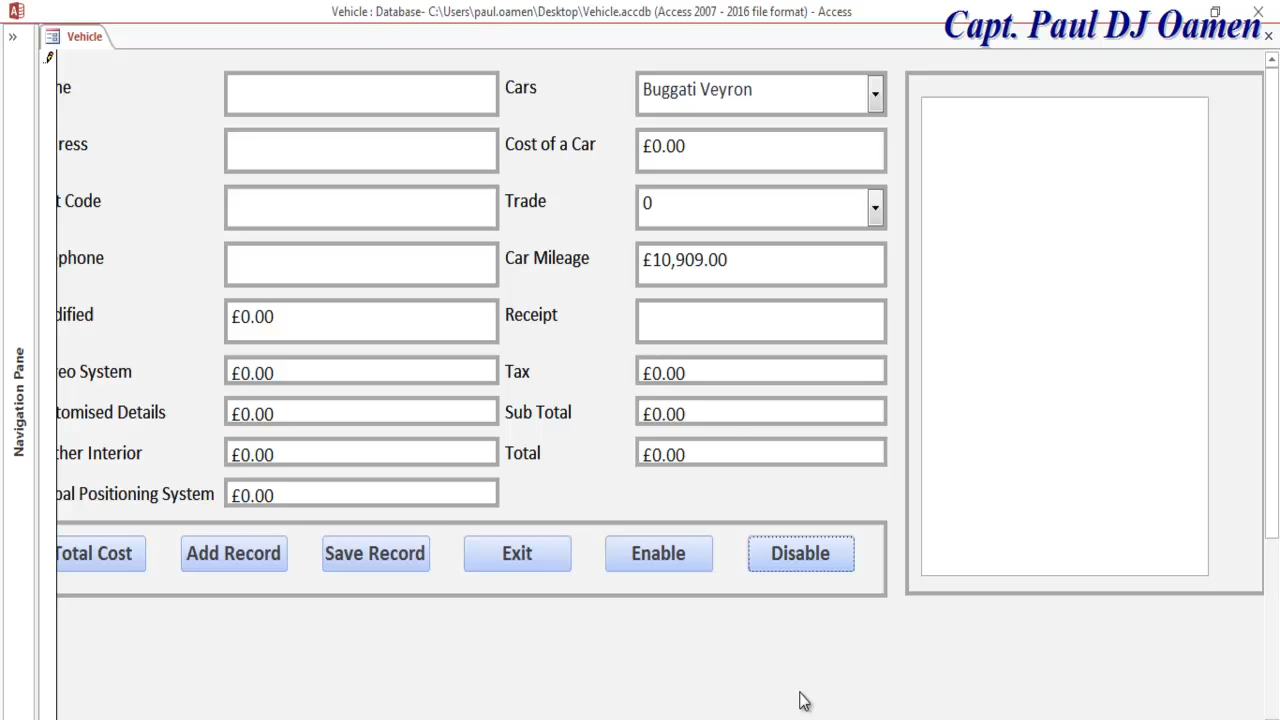 Vehicle : Database- C:\Users\paul.oamen\Desktop\Vehicle.accdb (Access 2007 - 2016 file format) - Access
Capt. Paul DJ Oamen
Vehicle
Navigation Pane
ne
Cars
Buggati Veyron
ress
Cost of a Car
£0.00
t Code
Trade
0
phone
Car Mileage
£10,909.00
dified
£0.00
Receipt
eo System
£0.00
Tax
£0.00
tomised Details
£0.00
Sub Total
£0.00
ther Interior
£0.00
Total
£0.00
bal Positioning System
£0.00
Total Cost
Add Record
Save Record
Exit
Enable
Disable